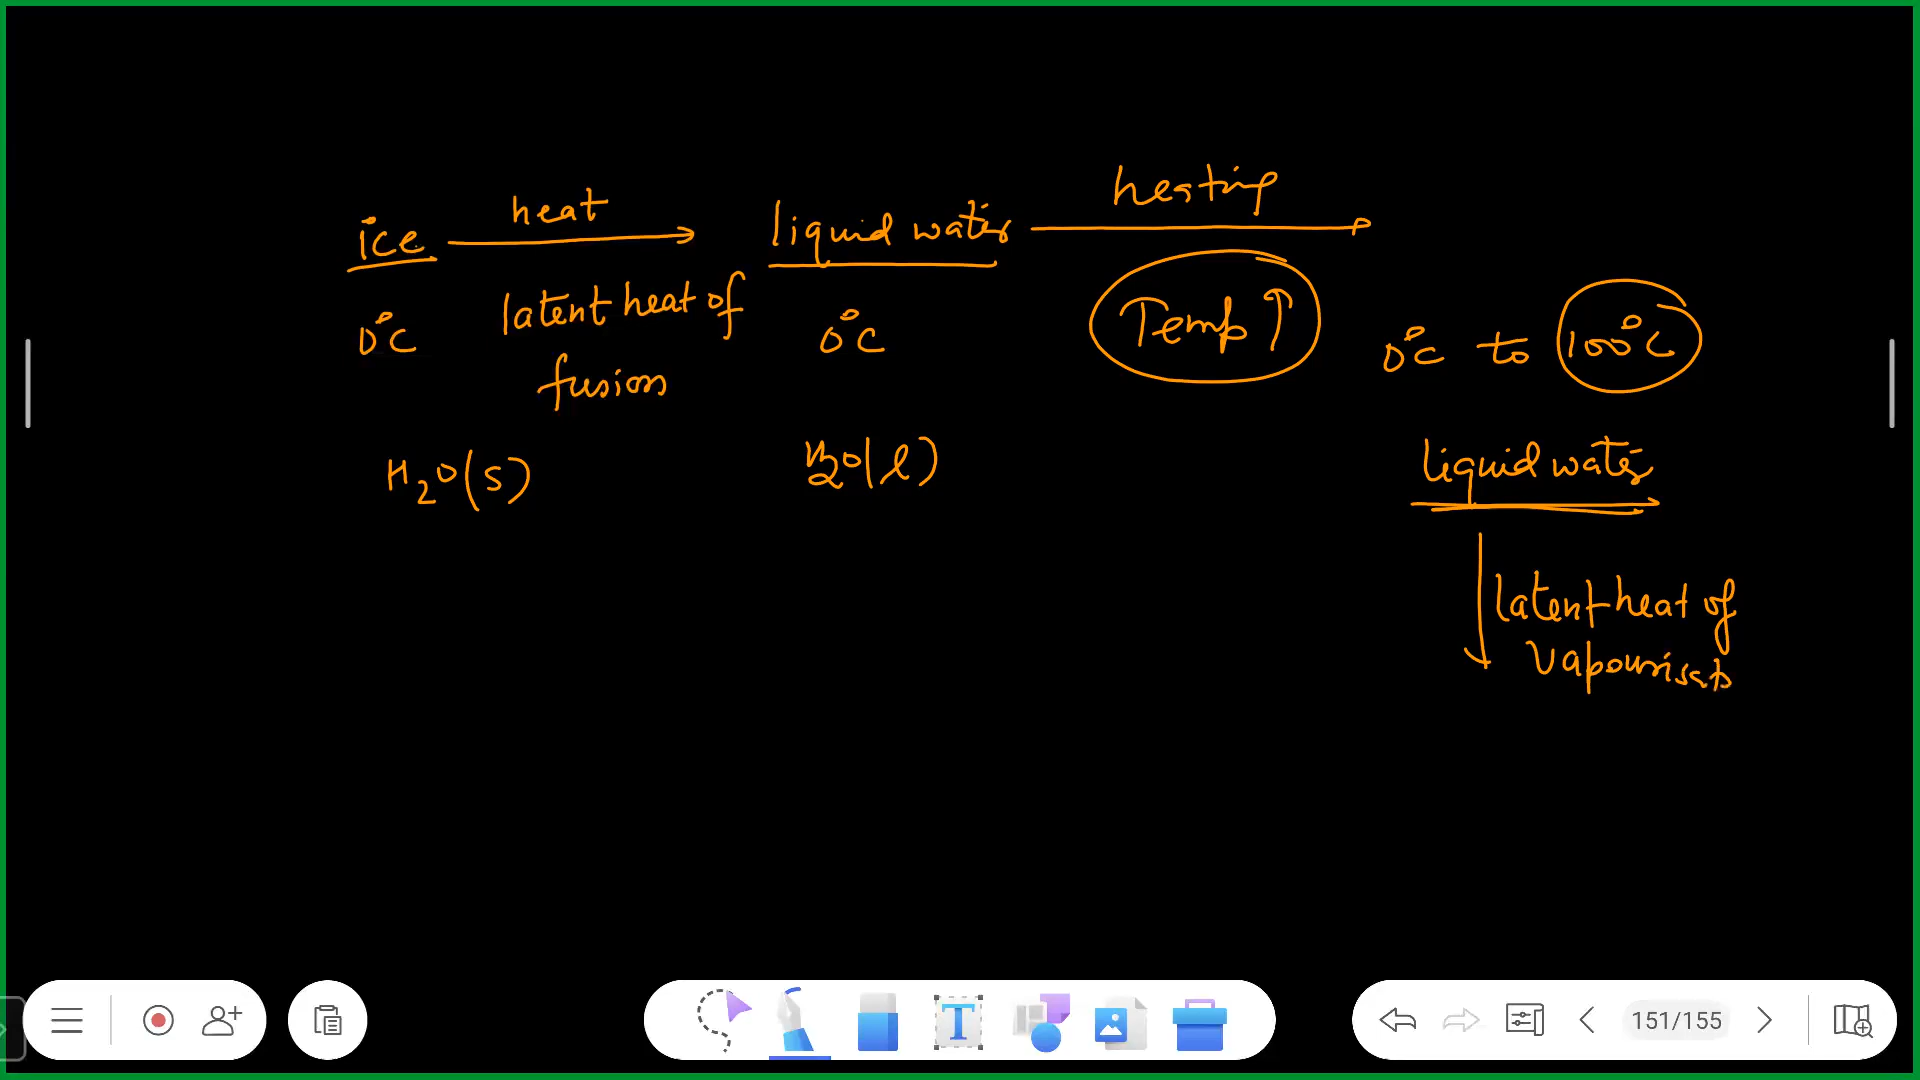 ice
heat
liquid water
heating
0°C
latent heat of
fusion
0°C
Temp ↑
0°C to 100°C
H2O(s)
H2O(l)
liquid water
latent heat of
vapourisatn
T
151/155